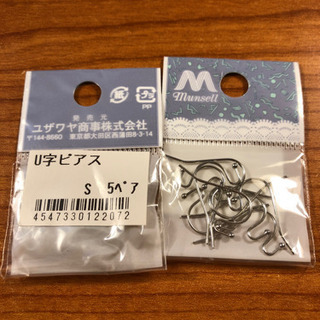 発売元
ユザワヤ商事株式会社
〒144-8660 東京都大田区西蒲田8-3-14
紙
プラ
PP
U字ピアス
S 5ペア
4547330122072
M
Munsell